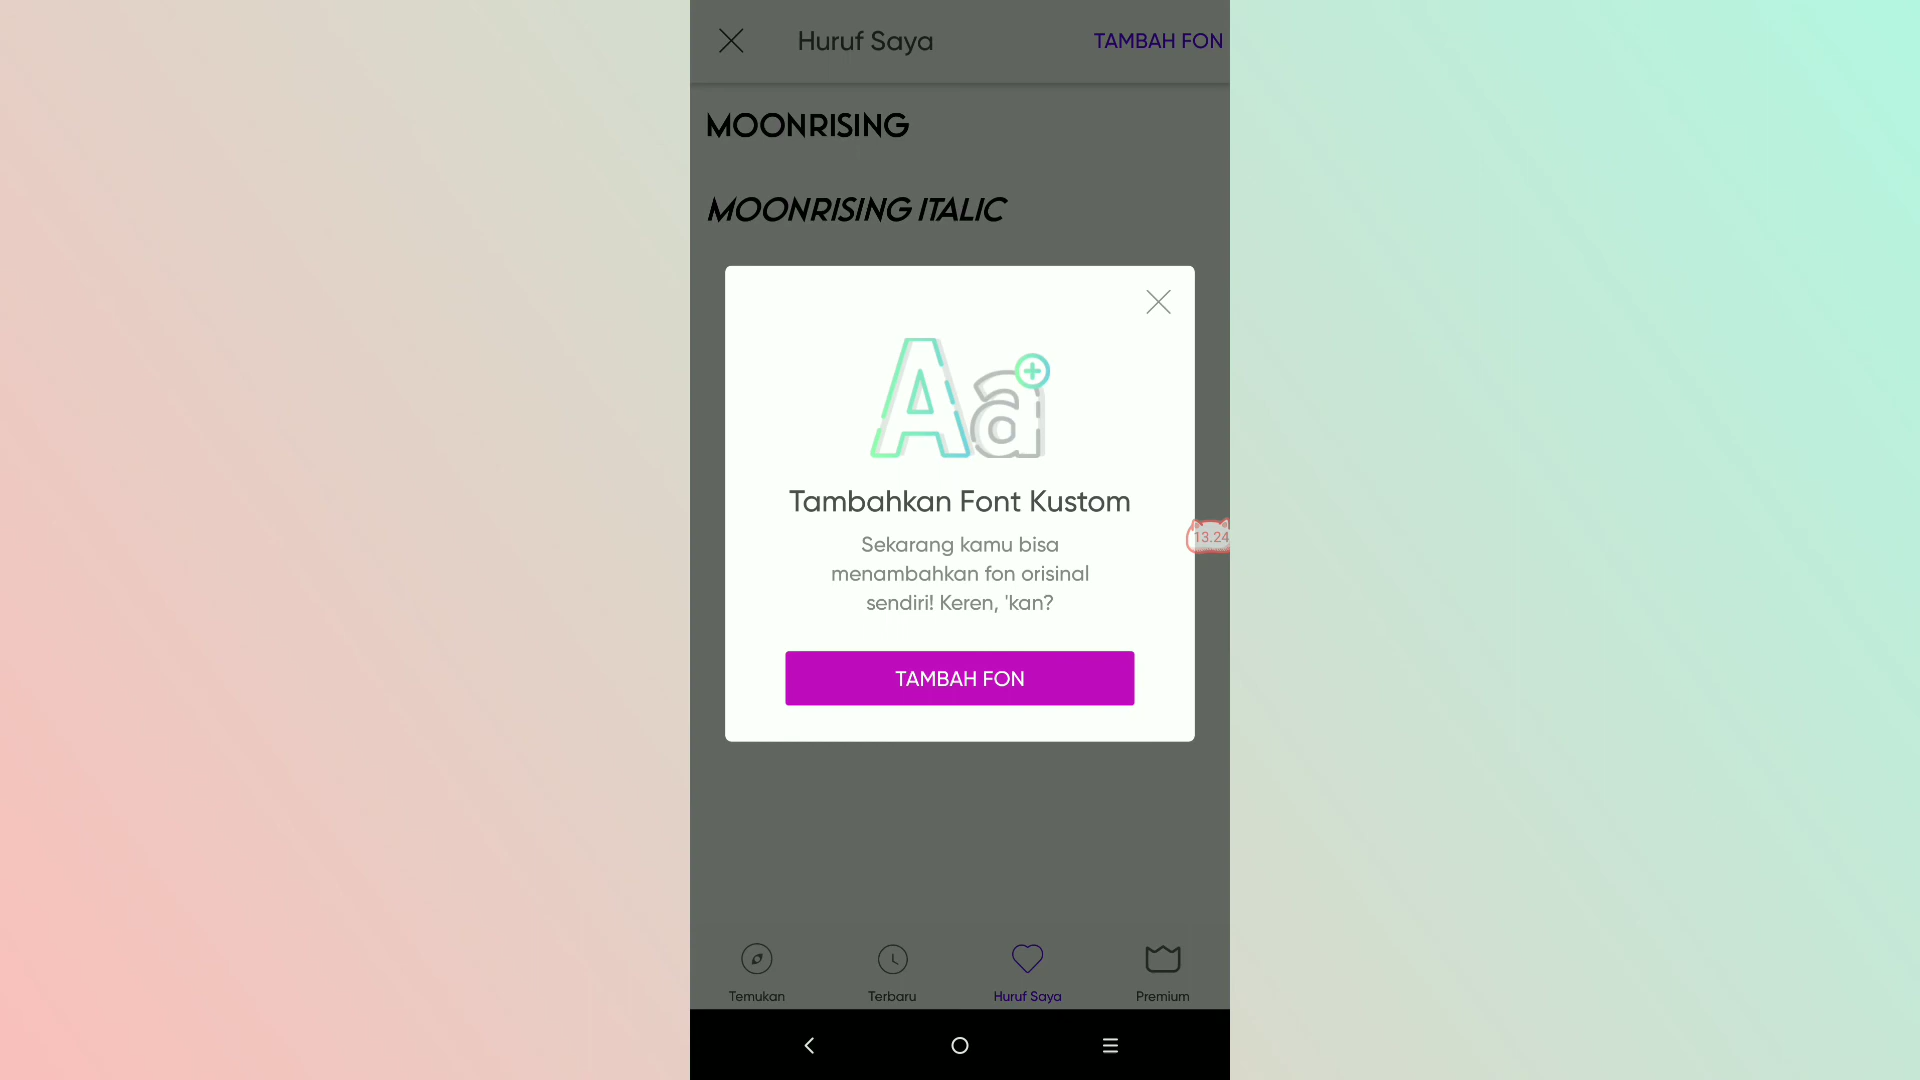 Huruf Saya
TAMBAH FON
MOONRISING
MOONRISING ITALIC
Aa
Tambahkan Font Kustom
Sekarang kamu bisa
menambahkan fon orisinal
sendiri! Keren, 'kan?
13.24
TAMBAH FON
Temukan
Terbaru
Huruf Saya
Premium